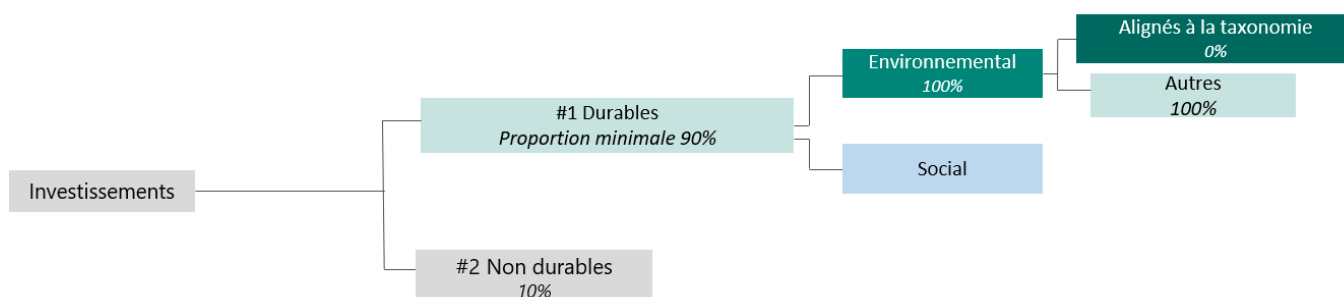 Alignés à la taxonomie
0%
Environnemental
100%
Autres
100%
#1 Durables
Proportion minimale 90%
Social
Investissements
#2 Non durables
10%